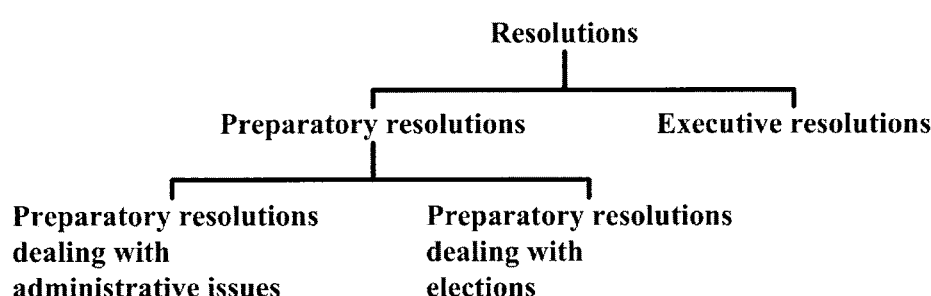 Resolutions
Preparatory resolutions
Executive resolutions
Preparatory resolutions
dealing with
administrative issues
Preparatory resolutions
dealing with
elections